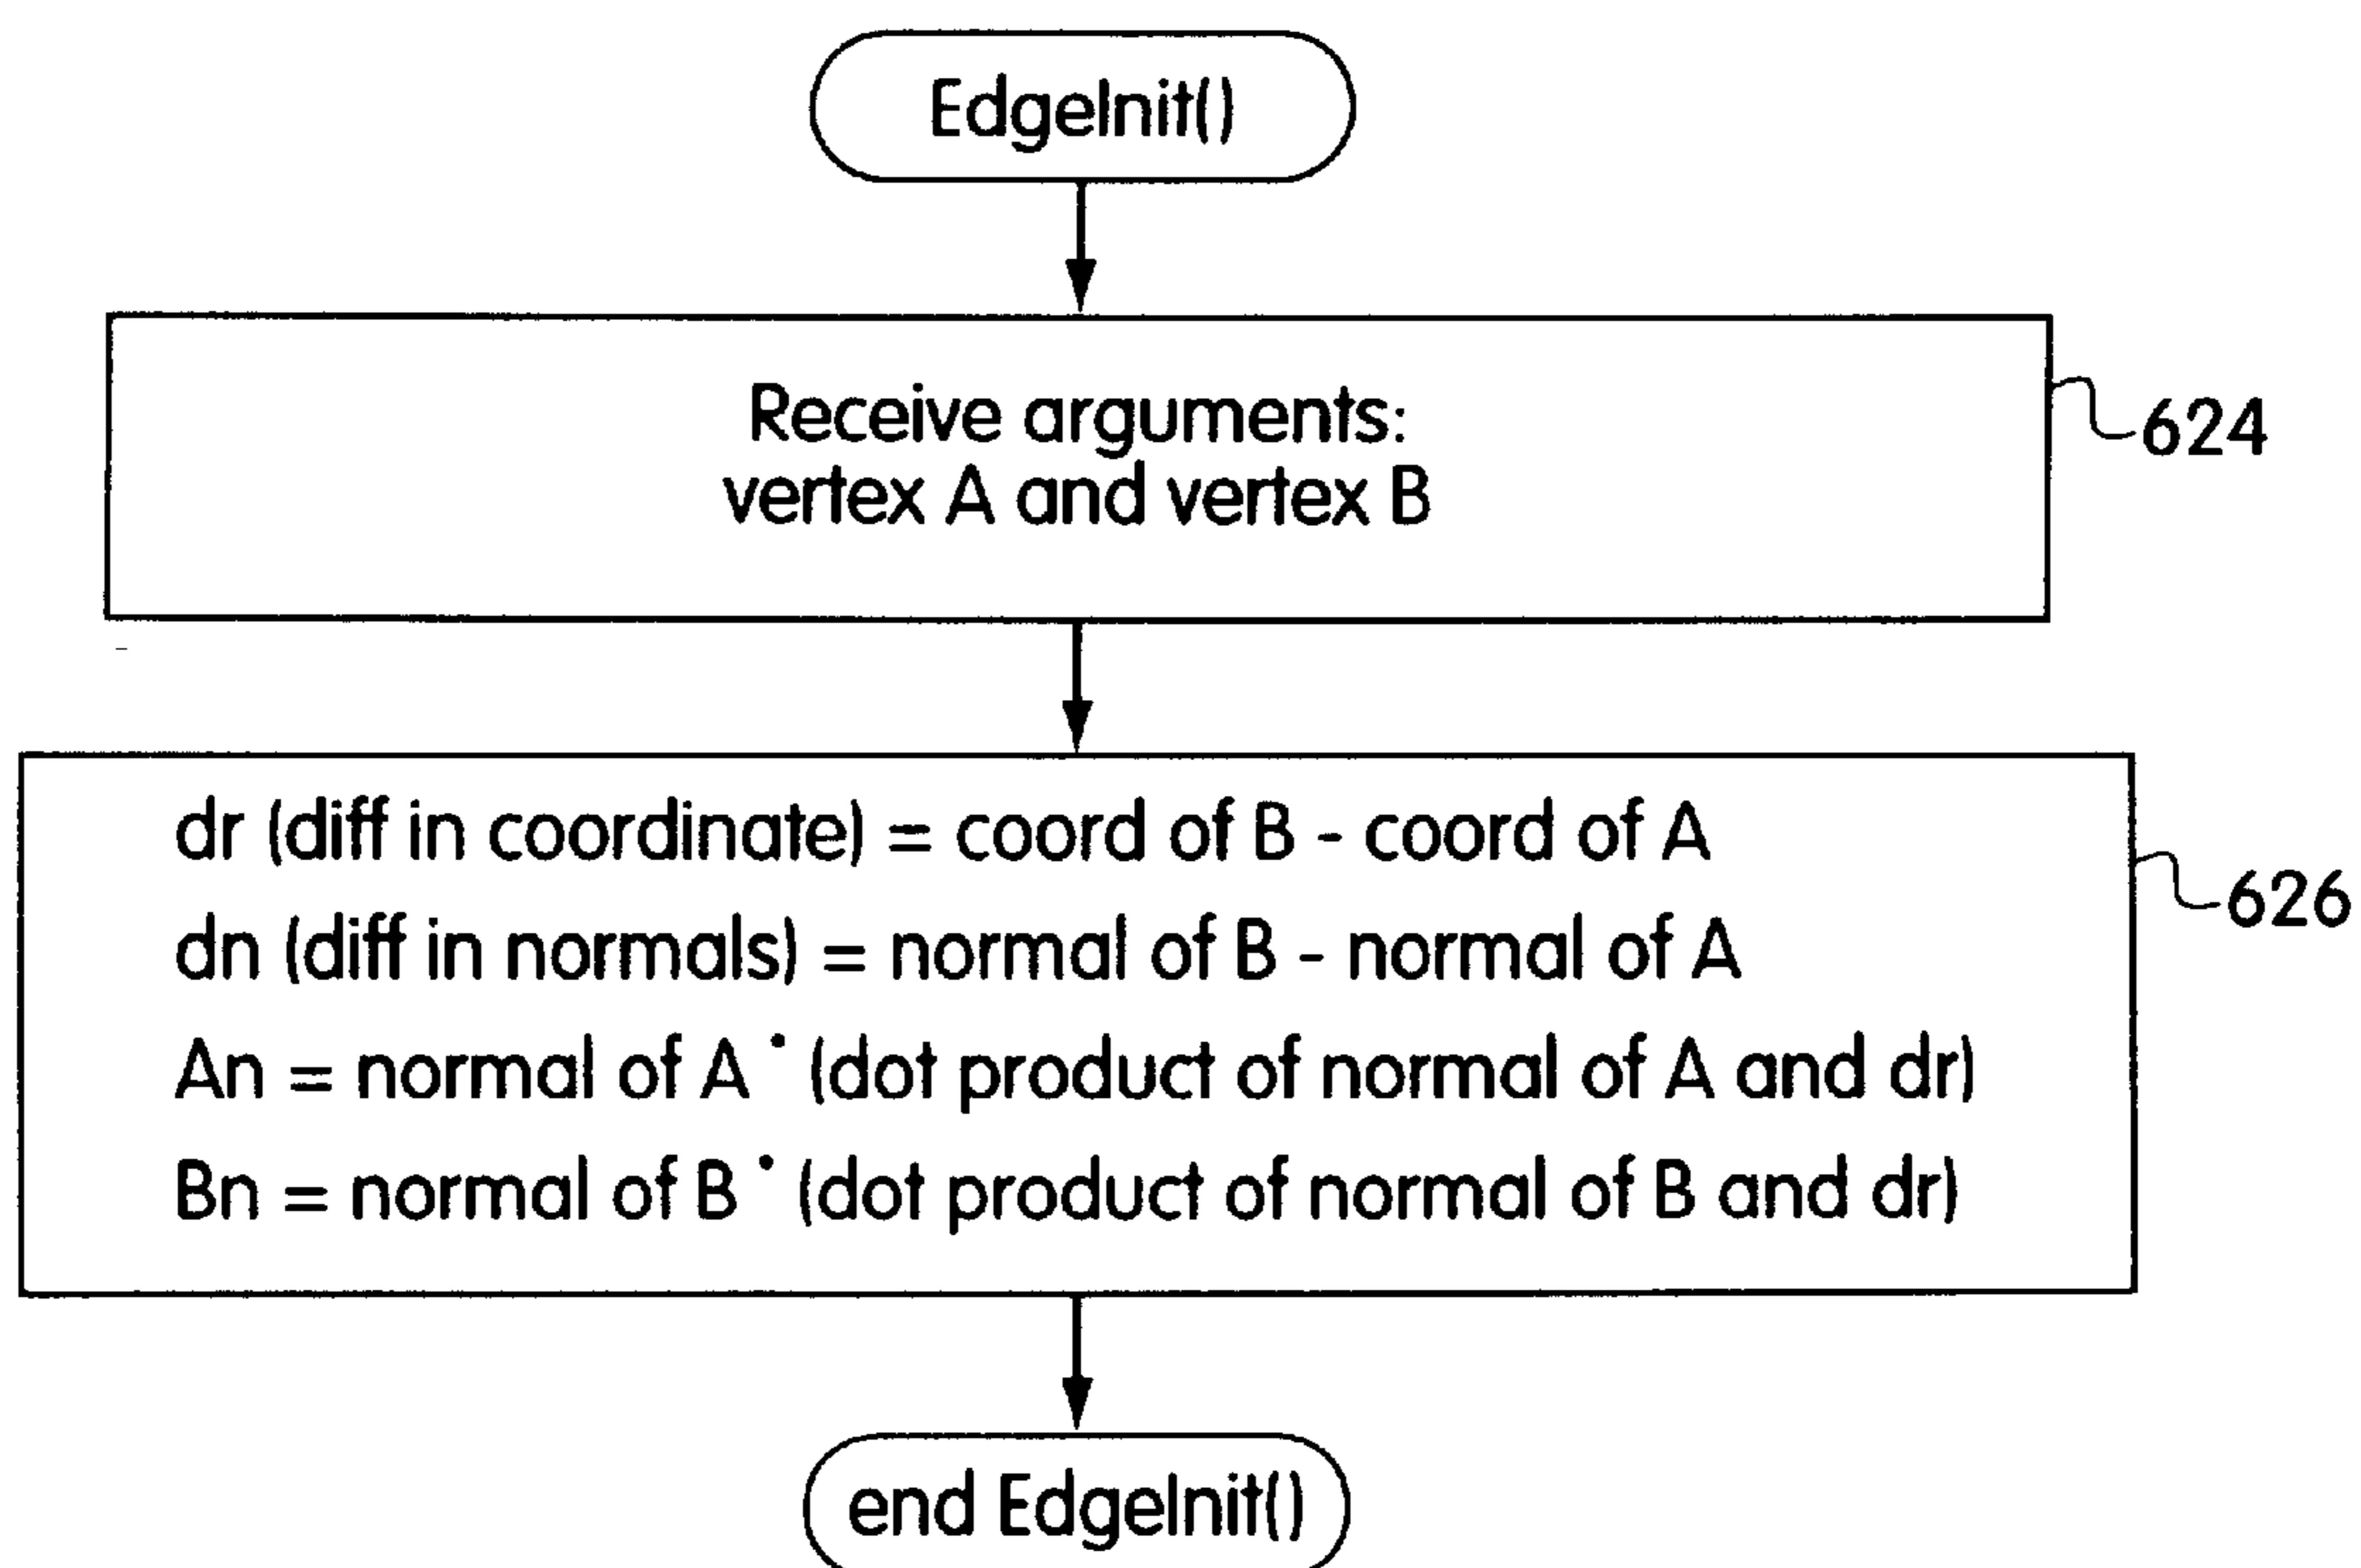 EdgeInit()
Receive arguments:
vertex A and vertex B
624
dr (diff in coordinate) = coord of B - coord of A
626
dn (diff in normals) = normal of B - normal of A
An = normal of A • (dot product of normal of A and dr)
Bn = normal of B • (dot product of normal of B and dr)
end EdgeInit()